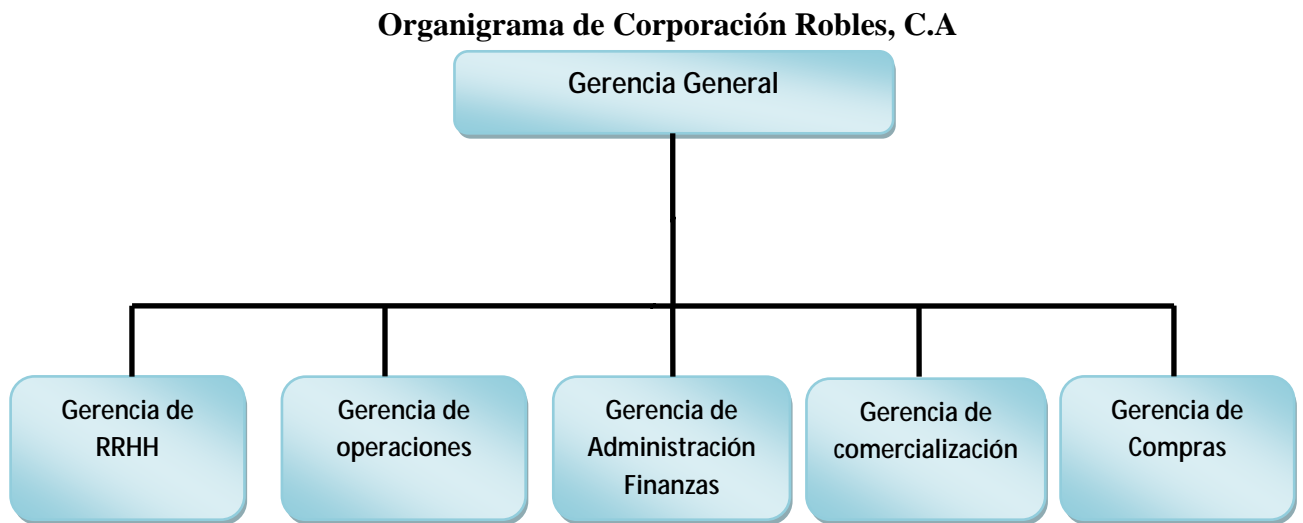 Organigrama de Corporación Robles, C.A
Gerencia General
Gerencia de
RRHH
Gerencia de
operaciones
Gerencia de
Administración
Finanzas
Gerencia de
comercialización
Gerencia de
Compras